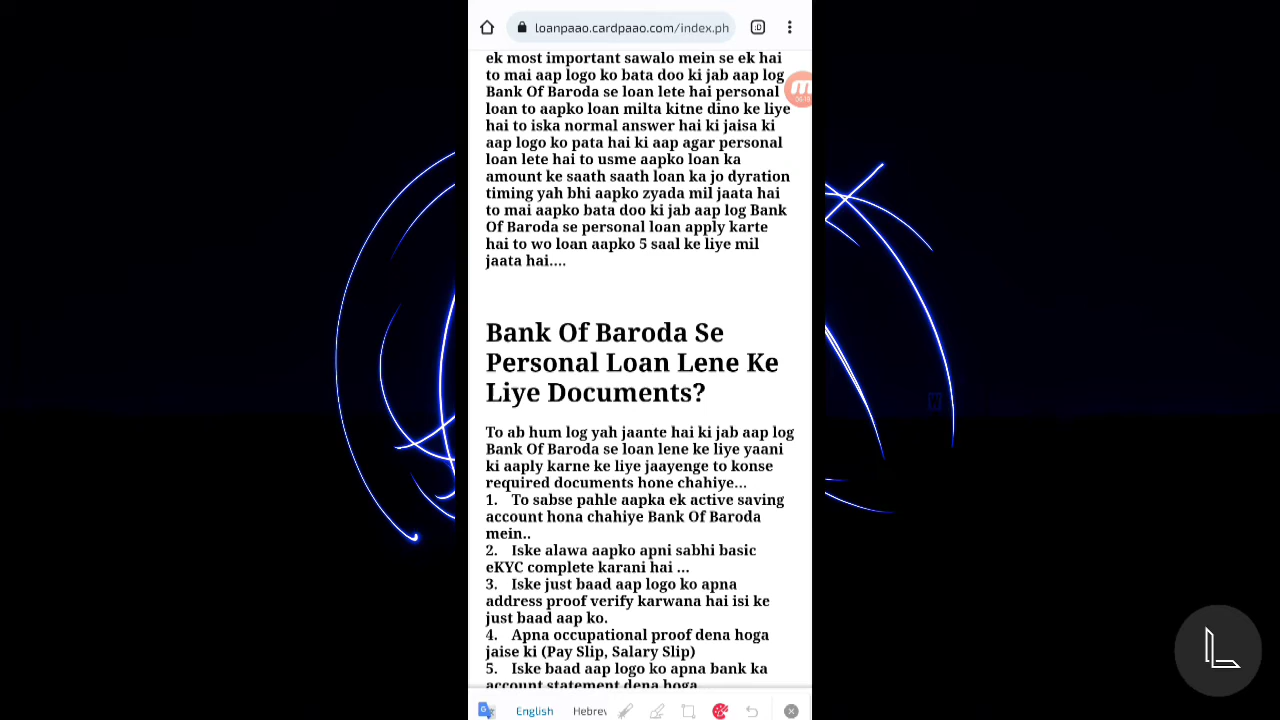 loanpaao.cardpaao.com/index.ph
:D
ek most important sawalo mein se ek hai
to mai aap logo ko bata doo ki jab aap log
Bank Of Baroda se loan lete hai personal
loan to aapko loan milta kitne dino ke liye
hai to iska normal answer hai ki jaisa ki
aap logo ko pata hai ki aap agar personal
loan lete hai to usme aapko loan ka
amount ke saath saath loan ka jo dyration
timing yah bhi aapko zyada mil jaata hai
to mai aapko bata doo ki jab aap log Bank
Of Baroda se personal loan apply karte
hai to wo loan aapko 5 saal ke liye mil
jaata hai....
Bank Of Baroda Se
Personal Loan Lene Ke
Liye Documents?
To ab hum log yah jaante hai ki jab aap log
Bank Of Baroda se loan lene ke liye yaani
ki aaply karne ke liye jaayenge to konse
required documents hone chahiye...
1. To sabse pahle aapka ek active saving
account hona chahiye Bank Of Baroda
mein..
2. Iske alawa aapko apni sabhi basic
eKYC complete karani hai ...
3. Iske just baad aap logo ko apna
address proof verify karwana hai isi ke
just baad aap ko.
4. Apna occupational proof dena hoga
jaise ki (Pay Slip, Salary Slip)
5. Iske baad aap logo ko apna bank ka
account statement dena hoga
English Hebrew
L